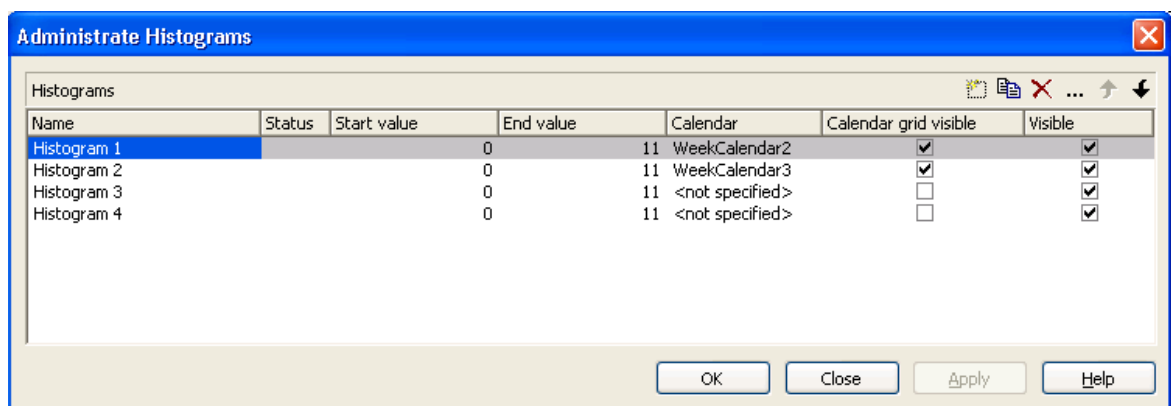 Administrate Histograms
Histograms ...
Name Status Start value End value Calendar Calendar grid visible Visible
Histogram 1 0 11 WeekCalendar2
Histogram 2 0 11 WeekCalendar3
Histogram 3 0 11 <not specified>
Histogram 4 0 11 <not specified>
OK Close Apply Help